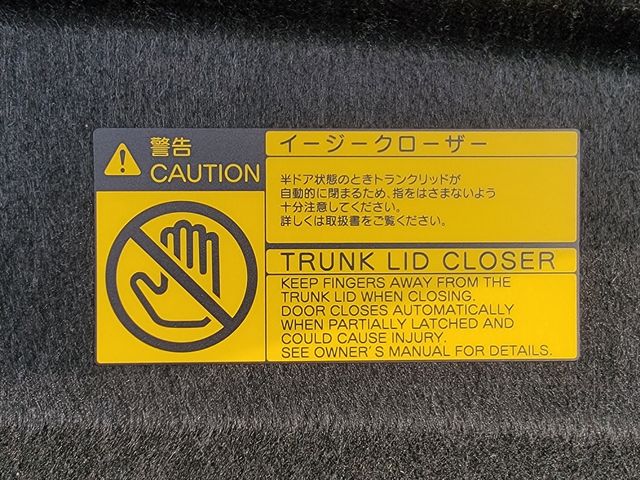 警告
CAUTION
イージークローザー
半ドア状態のときトランクリッドが
自動的に閉まるため、指をはさまないよう
十分注意してください。
詳しくは取扱書をご覧ください。
TRUNK LID CLOSER
KEEP FINGERS AWAY FROM THE
TRUNK LID WHEN CLOSING.
DOOR CLOSES AUTOMATICALLY
WHEN PARTIALLY LATCHED AND
COULD CAUSE INJURY.
SEE OWNER'S MANUAL FOR DETAILS.